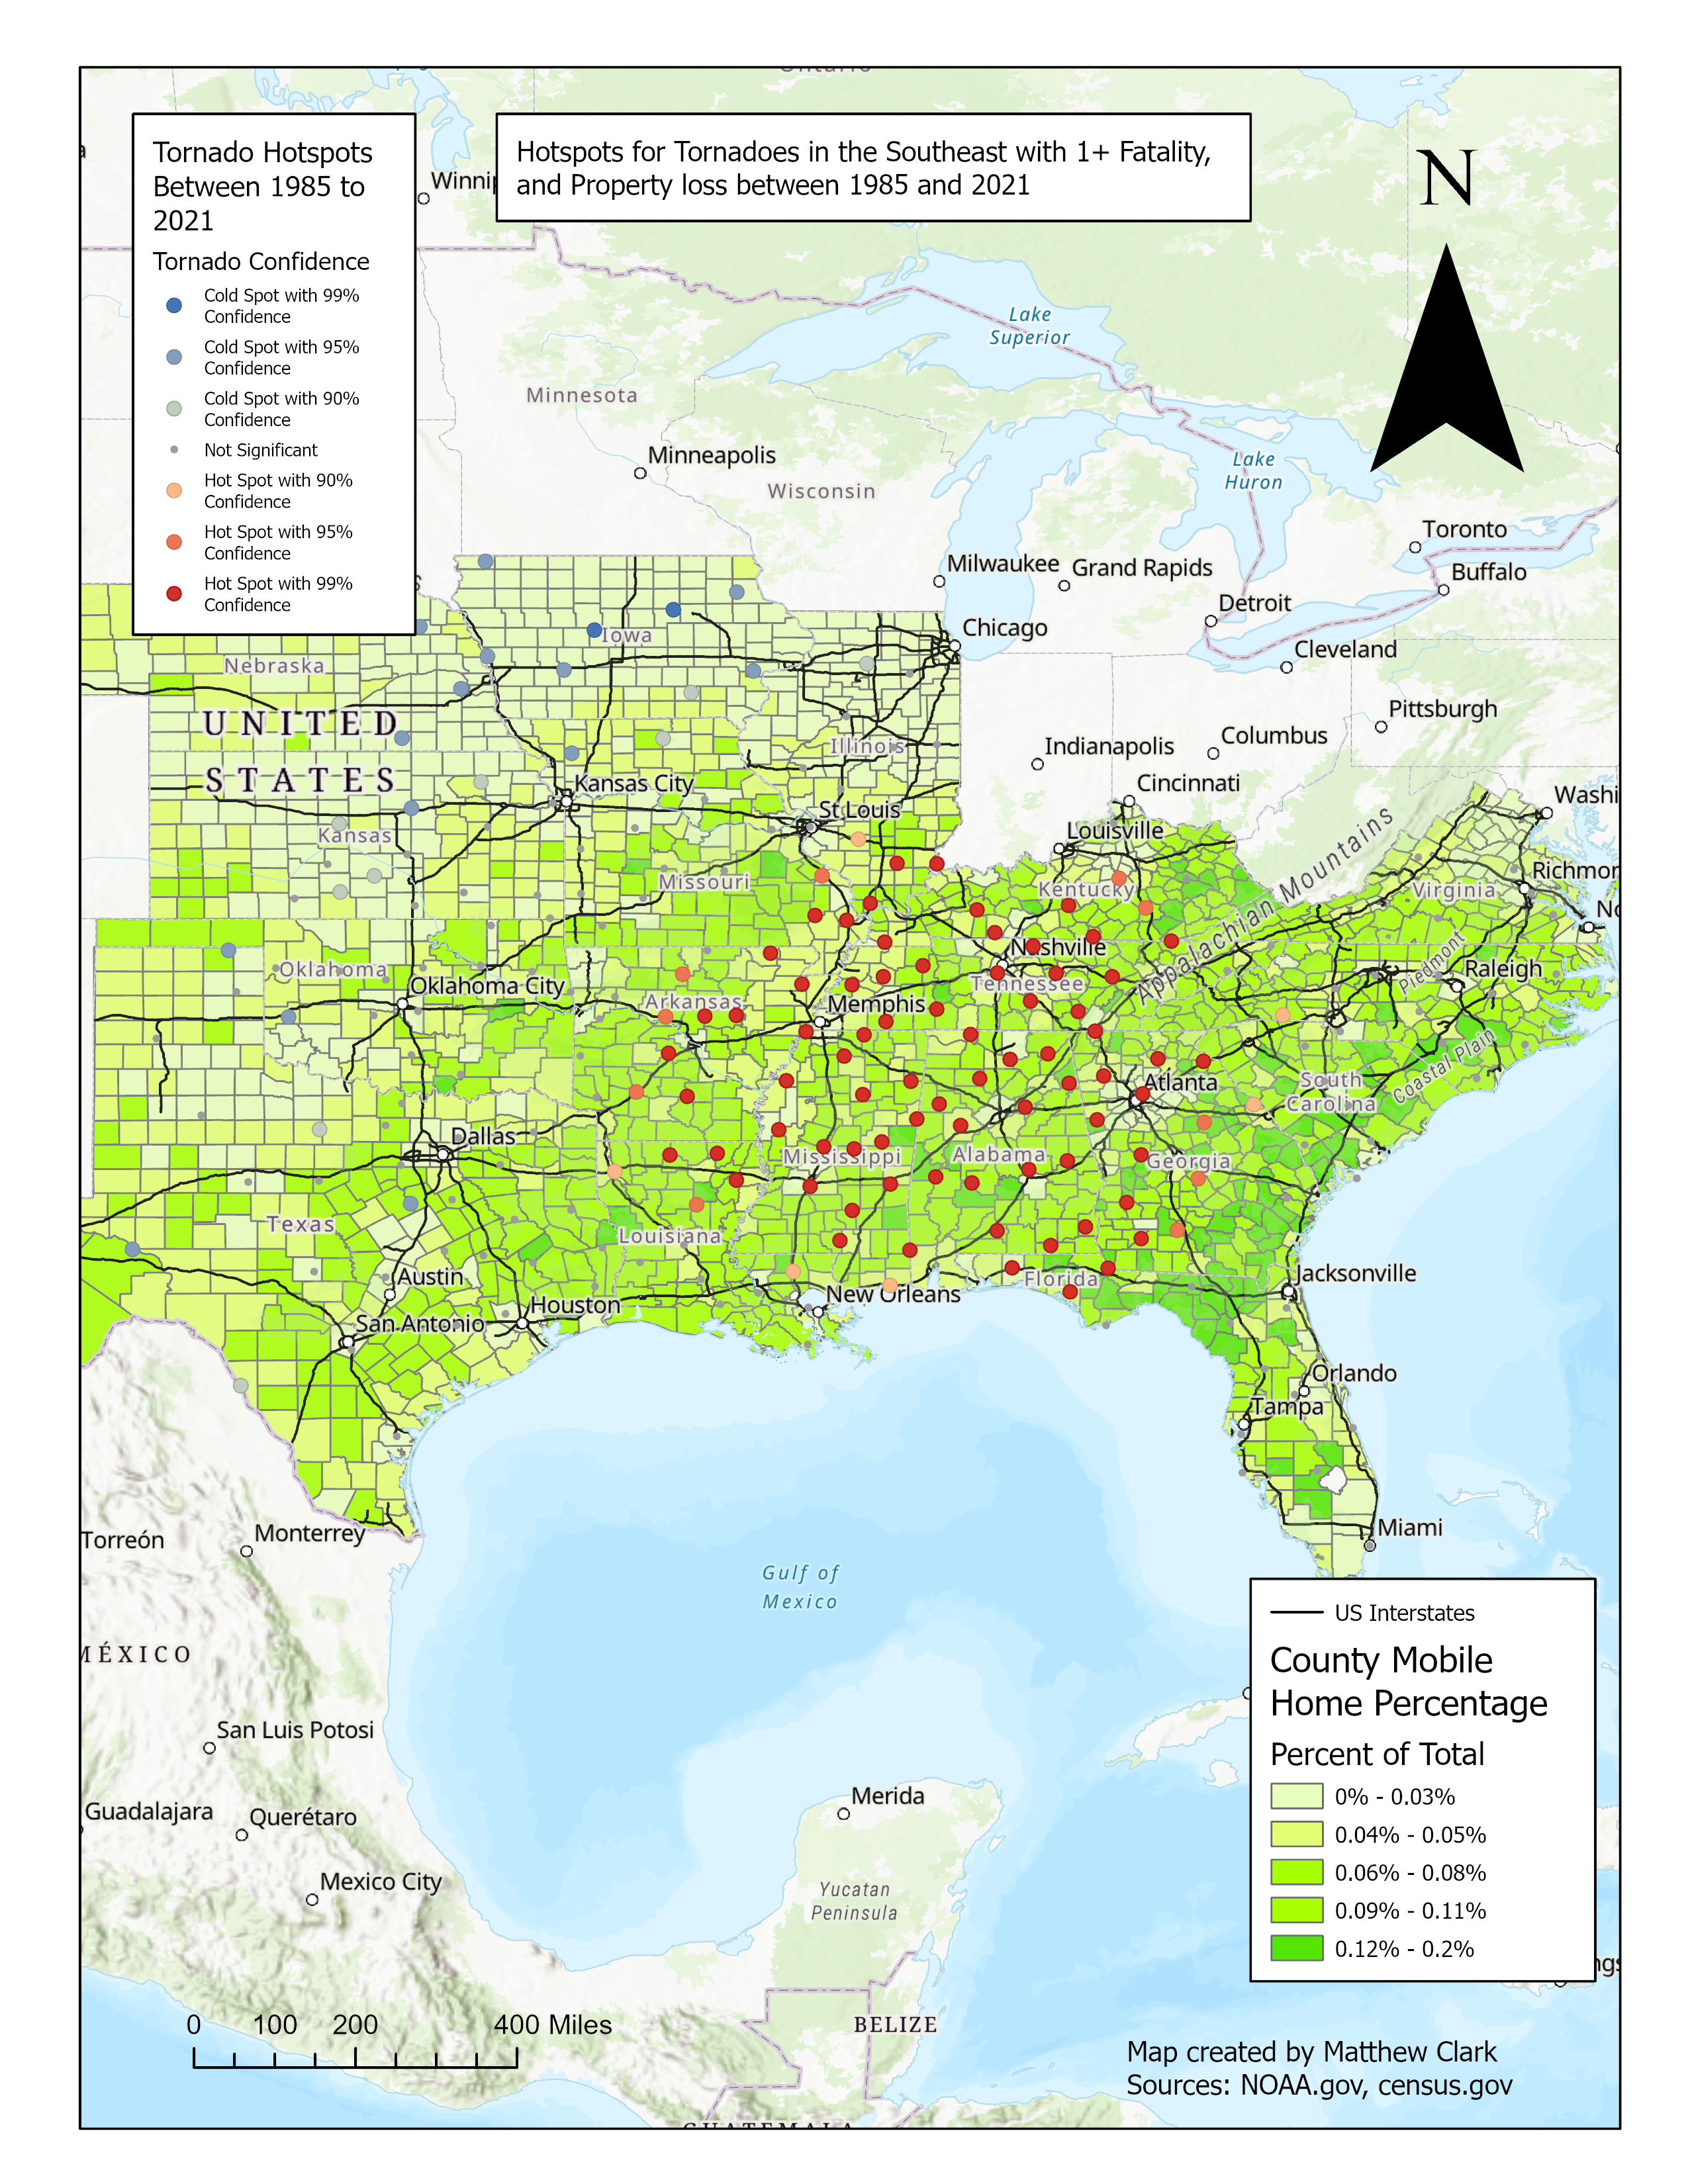 Ontario
Tornado Hotspots
Between 1985 to
2021
Tornado Confidence
Cold Spot with 99%
Confidence
Cold Spot with 95%
Confidence
Cold Spot with 90%
Confidence
Not Significant
Hot Spot with 90%
Confidence
Hot Spot with 95%
Confidence
Hot Spot with 99%
Confidence
Hotspots for Tornadoes in the Southeast with 1+ Fatality,
and Property loss between 1985 and 2021
N
Winnip
Lake
Superior
Minnesota
Minneapolis
Wisconsin
Lake
Huron
Toronto
Milwaukee
Grand Rapids
Buffalo
Detroit
Chicago
Iowa
Cleveland
Nebraska
UNITED
STATES
Pittsburgh
Illinois
Indianapolis
Columbus
Kansas City
Cincinnati
Washi
St Louis
Kansas
Louisville
Appalachian Mountains
Missouri
Kentucky
Virginia
Richmon
No
Nashville
Oklahoma
Oklahoma City
Tennessee
Piedmont
Raleigh
Arkansas
Memphis
Coastal Plain
Atlanta
South
Carolina
Dallas
Mississippi
Alabama
Georgia
Texas
Louisiana
Austin
Florida
Jacksonville
New Orleans
Houston
San Antonio
Orlando
Tampa
Miami
Torreón
Monterrey
Gulf of
Mexico
MÉXICO
San Luis Potosi
Merida
Guadalajara
Querétaro
Mexico City
Yucatan
Peninsula
US Interstates
County Mobile
Home Percentage
Percent of Total
0% - 0.03%
0.04% - 0.05%
0.06% - 0.08%
0.09% - 0.11%
0.12% - 0.2%
ngs
0 100 200 400 Miles
BELIZE
Map created by Matthew Clark
Sources: NOAA.gov, census.gov
GUATEMALA